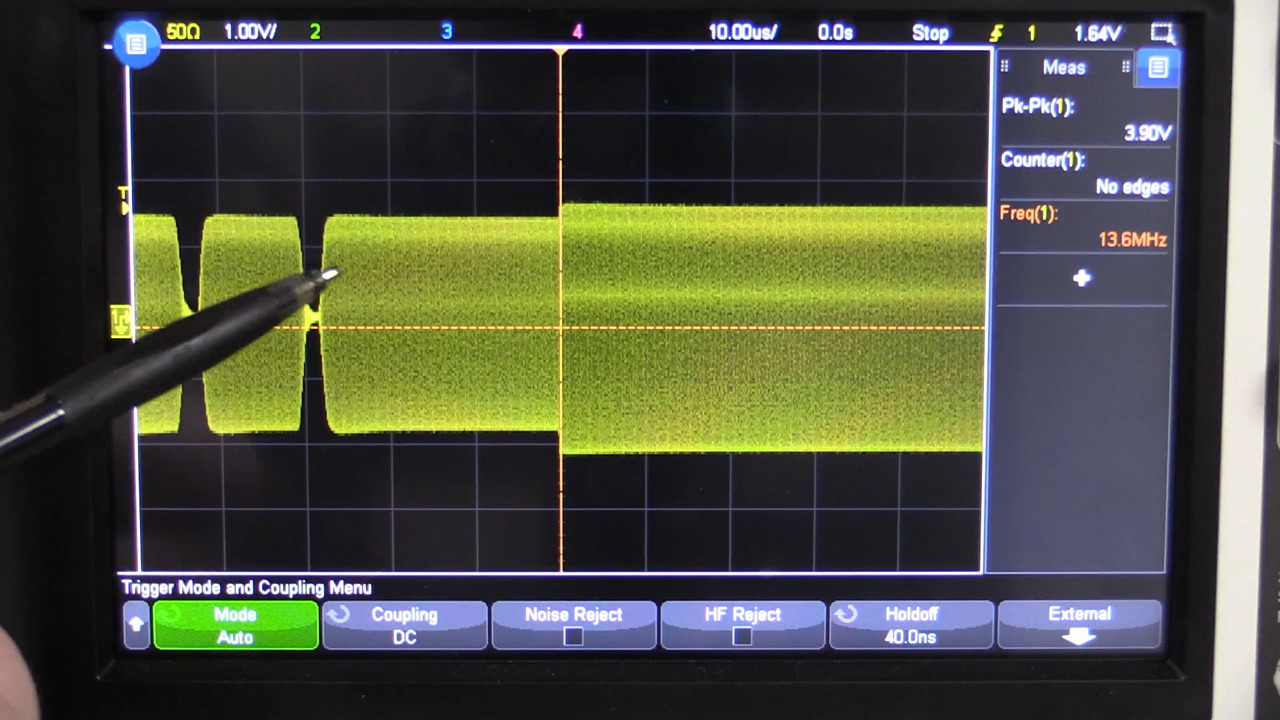 50Ω 1.00V/ 2 3 4 10.00us/ 0.0s Stop 1 1.64V
Meas
Pk-Pk(1):
3.90V
Counter(1):
No edges
Freq(1):
13.6MHz
T
Trigger Mode and Coupling Menu
Mode
Auto
Coupling
DC
Noise Reject
HF Reject
Holdoff
40.0ns
External